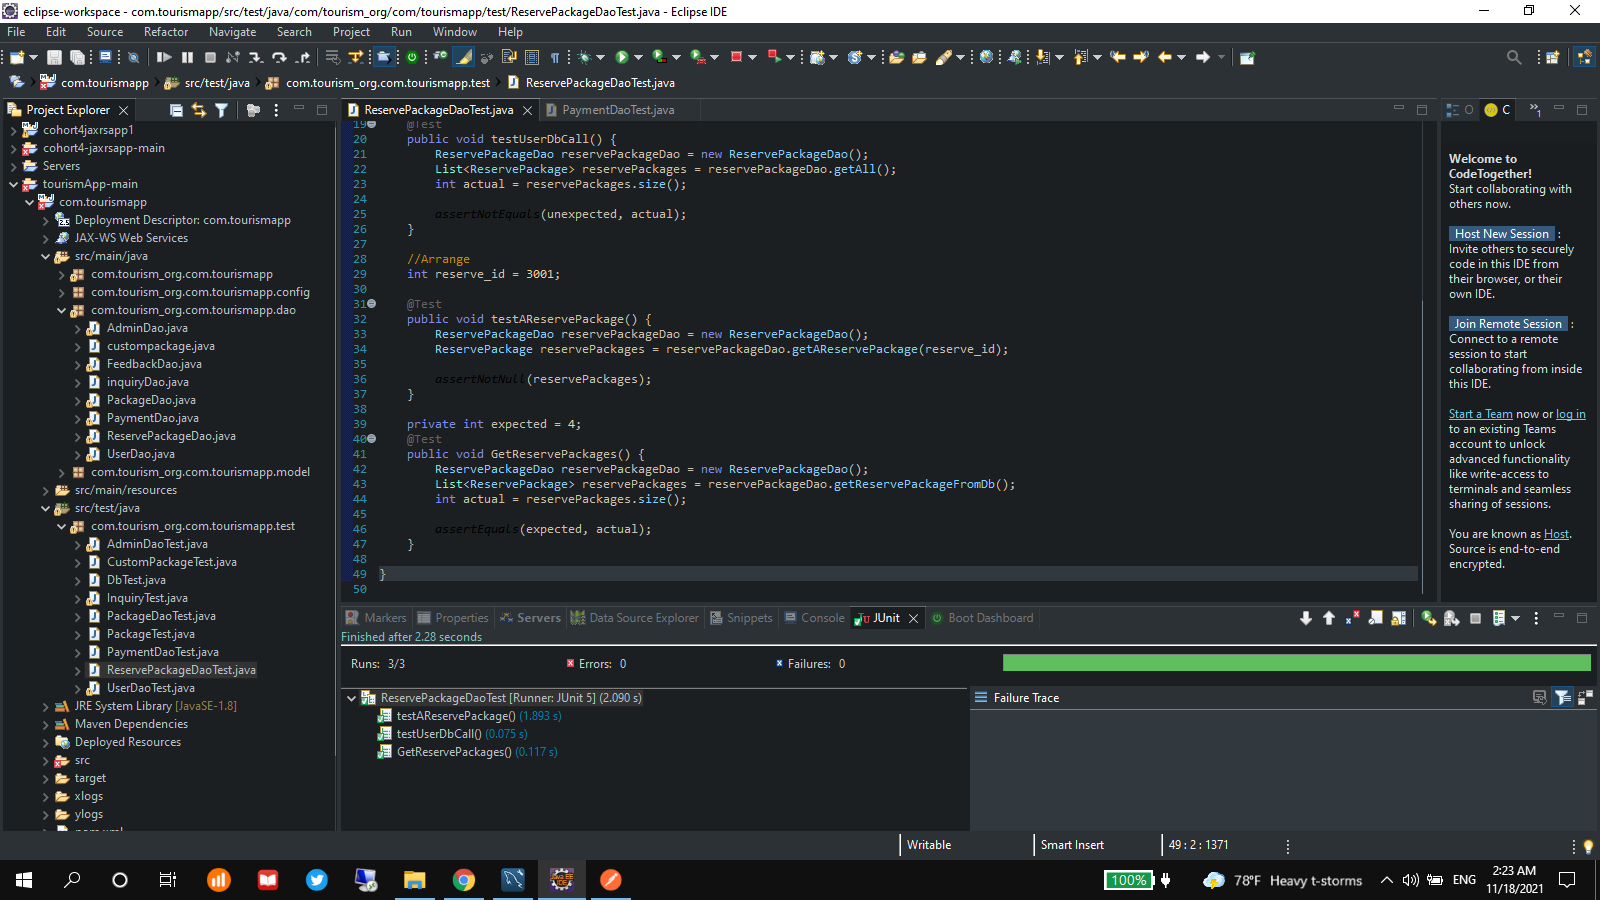 eclipse-workspace - com.tourismapp/src/test/java/com/tourism_org/com/tourismapp/test/ReservePackageDaoTest.java - Eclipse IDE
File Edit Source Refactor Navigate Search Project Run Window Help
com.tourismapp src/test/java com.tourism_org.com.tourismapp.test ReservePackageDaoTest.java
Project Explorer
cohort4jaxrsapp1
cohort4-jaxrsapp-main
Servers
tourismApp-main
com.tourismapp
Deployment Descriptor: com.tourismapp
JAX-WS Web Services
src/main/java
com.tourism_org.com.tourismapp
com.tourism_org.com.tourismapp.config
com.tourism_org.com.tourismapp.dao
AdminDao.java
custompackage.java
FeedbackDao.java
inquiryDao.java
PackageDao.java
PaymentDao.java
ReservePackageDao.java
UserDao.java
com.tourism_org.com.tourismapp.model
src/main/resources
src/test/java
com.tourism_org.com.tourismapp.test
AdminDaoTest.java
CustomPackageTest.java
DbTest.java
InquiryTest.java
PackageDaoTest.java
PackageTest.java
PaymentDaoTest.java
ReservePackageDaoTest.java
UserDaoTest.java
JRE System Library [JavaSE-1.8]
Maven Dependencies
Deployed Resources
src
target
xlogs
ylogs
pom.xml
ReservePackageDaoTest.java PaymentDaoTest.java
19 @Test
20 public void testUserDbCall() {
21 ReservePackageDao reservePackageDao = new ReservePackageDao();
22 List<ReservePackage> reservePackages = reservePackageDao.getAll();
23 int actual = reservePackages.size();
24
25 assertNotEquals(unexpected, actual);
26 }
27
28 //Arrange
29 int reserve_id = 3001;
30
31 @Test
32 public void testAReservePackage() {
33 ReservePackageDao reservePackageDao = new ReservePackageDao();
34 ReservePackage reservePackages = reservePackageDao.getAReservePackage(reserve_id);
35
36 assertNotNull(reservePackages);
37 }
38
39 private int expected = 4;
40 @Test
41 public void GetReservePackages() {
42 ReservePackageDao reservePackageDao = new ReservePackageDao();
43 List<ReservePackage> reservePackages = reservePackageDao.getReservePackageFromDb();
44 int actual = reservePackages.size();
45
46 assertEquals(expected, actual);
47 }
48
49 }
50
O C »1
Welcome to
CodeTogether!
Start collaborating with
others now.
Host New Session :
Invite others to securely
code in this IDE from
their browser, or their
own IDE.
Join Remote Session :
Connect to a remote
session to start
collaborating from inside
this IDE.
Start a Team now or log in
to an existing Teams
account to unlock
advanced functionality
like write-access to
terminals and seamless
sharing of sessions.
You are known as Host.
Source is end-to-end
encrypted.
Markers Properties Servers Data Source Explorer Snippets Console JUnit Boot Dashboard
Finished after 2.28 seconds
Runs: 3/3 Errors: 0 Failures: 0
ReservePackageDaoTest [Runner: JUnit 5] (2.090 s)
testAReservePackage() (1.893 s)
testUserDbCall() (0.075 s)
GetReservePackages() (0.117 s)
Failure Trace
Writable Smart Insert 49 : 2 : 1371
100% 78°F Heavy t-storms ENG 2:23 AM
11/18/2021